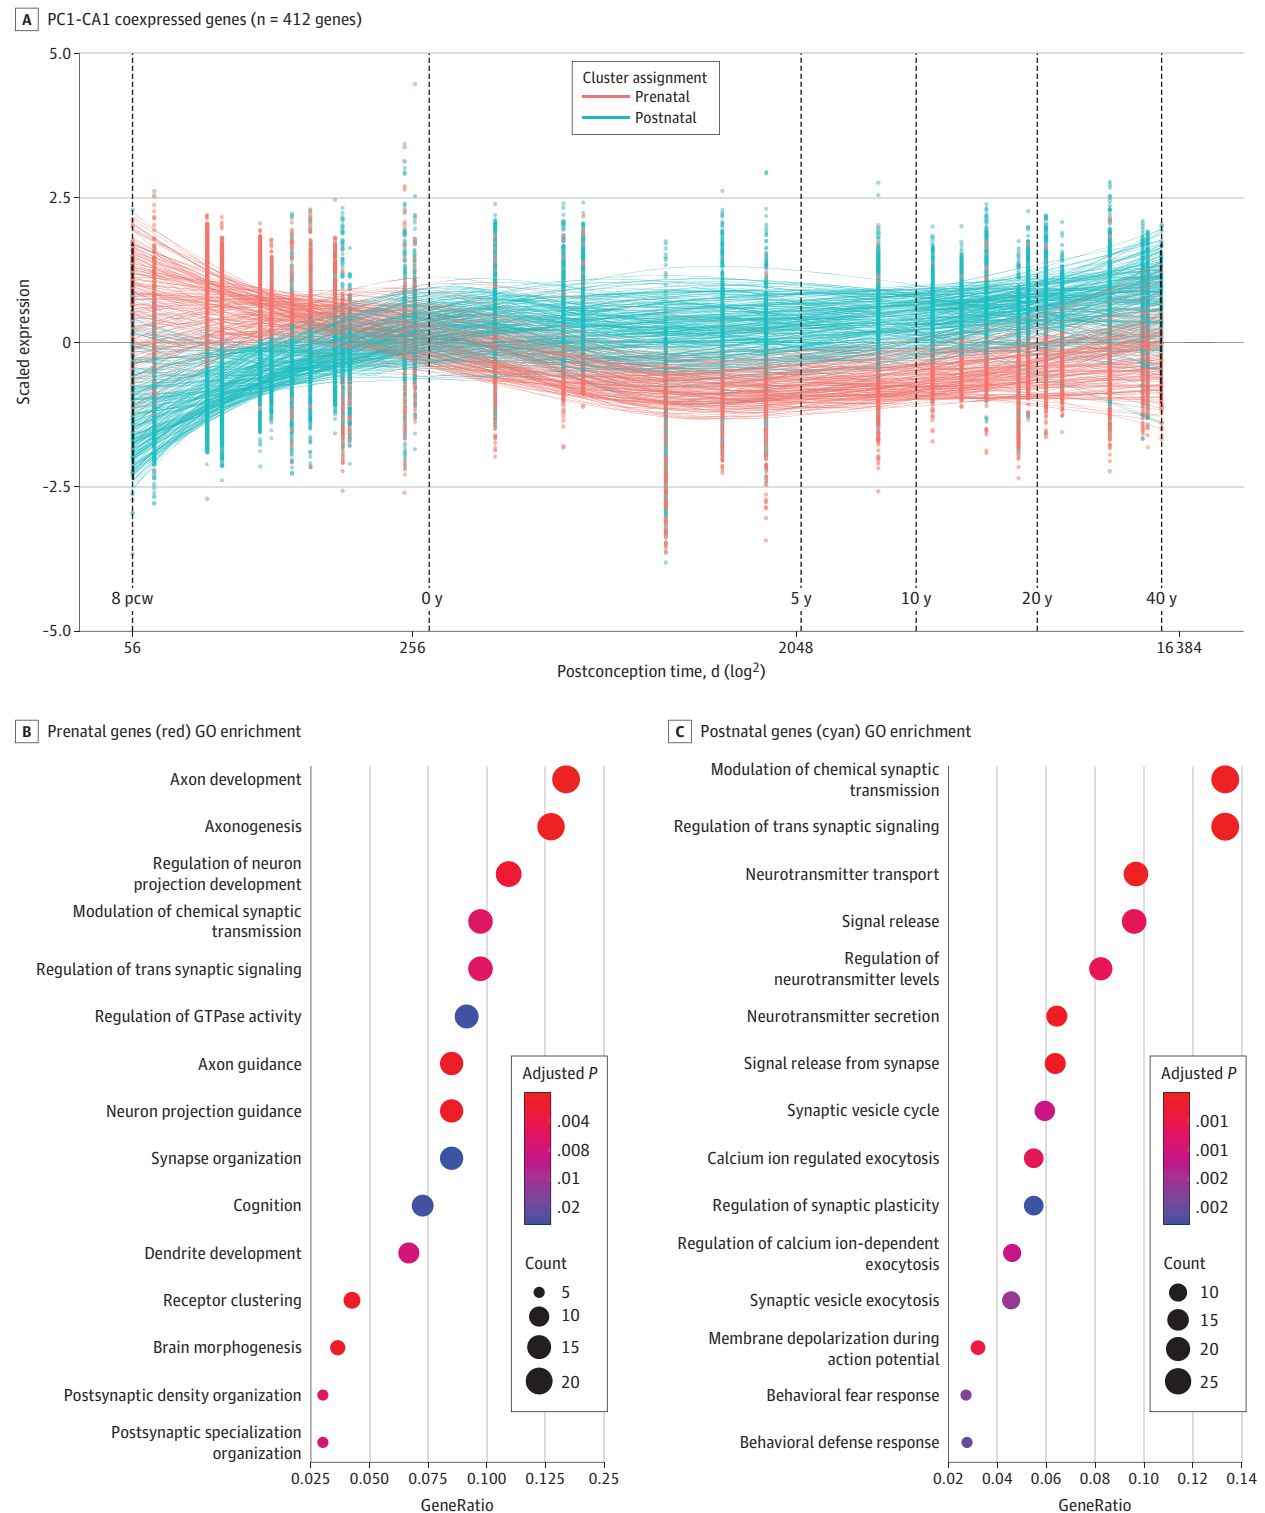 A PC1-CA1 coexpressed genes (n = 412 genes)
5.0
2.5
0
-2.5
-5.0
Scaled expression
Cluster assignment
Prenatal
Postnatal
8 pcw
0 y
5 y
10 y
20 y
40 y
56
256
2048
16 384
Postconception time, d (log2)
B Prenatal genes (red) GO enrichment
Axon development
Axonogenesis
Regulation of neuron
projection development
Modulation of chemical synaptic
transmission
Regulation of trans synaptic signaling
Regulation of GTPase activity
Axon guidance
Neuron projection guidance
Synapse organization
Cognition
Dendrite development
Receptor clustering
Brain morphogenesis
Postsynaptic density organization
Postsynaptic specialization
organization
Adjusted P
.004
.008
.01
.02
Count
5
10
15
20
0.025
0.050
0.075
0.100
0.125
0.25
GeneRatio
C Postnatal genes (cyan) GO enrichment
Modulation of chemical synaptic
transmission
Regulation of trans synaptic signaling
Neurotransmitter transport
Signal release
Regulation of
neurotransmitter levels
Neurotransmitter secretion
Signal release from synapse
Synaptic vesicle cycle
Calcium ion regulated exocytosis
Regulation of synaptic plasticity
Regulation of calcium ion-dependent
exocytosis
Synaptic vesicle exocytosis
Membrane depolarization during
action potential
Behavioral fear response
Behavioral defense response
Adjusted P
.001
.001
.002
.002
Count
10
15
20
25
0.02
0.04
0.06
0.08
0.10
0.12
0.14
GeneRatio